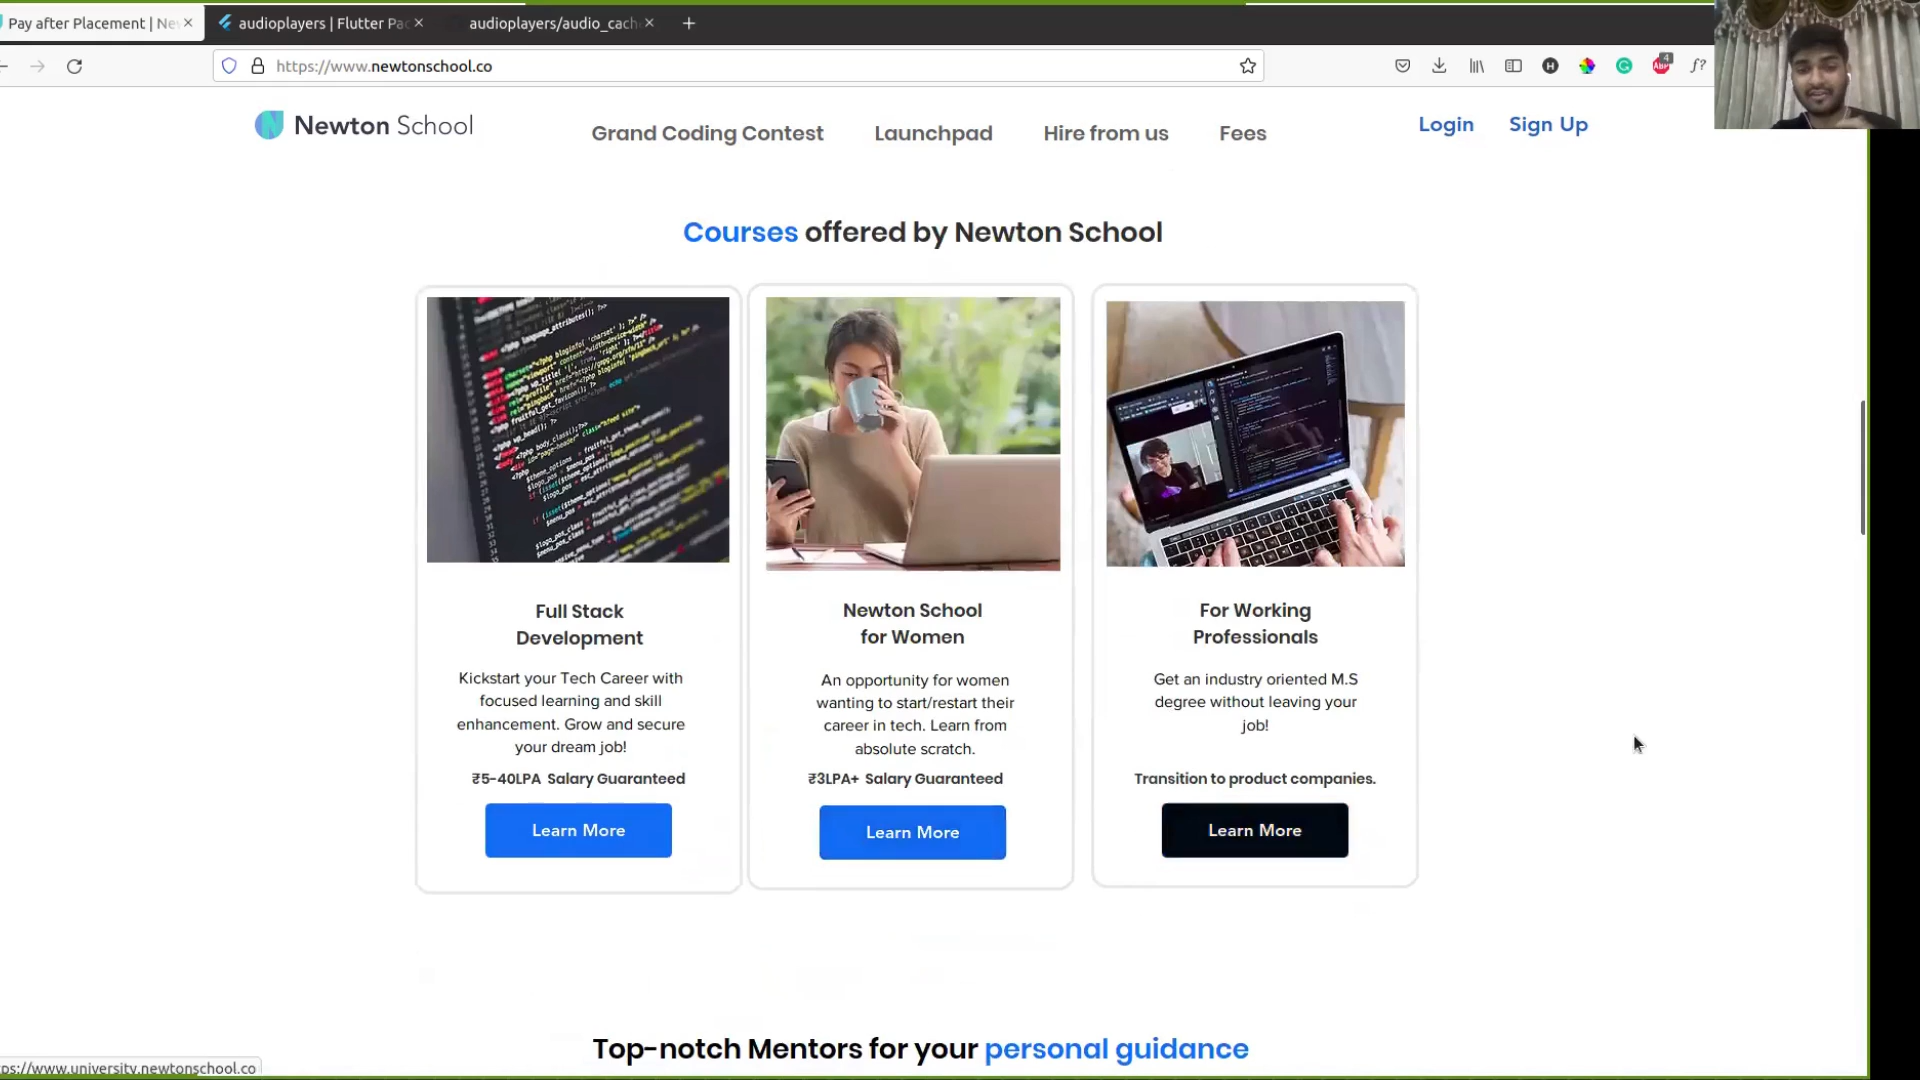 Pay after Placement | Ne
audioplayers | Flutter Pac
audioplayers/audio_cach
https://www.newtonschool.co
4
ABP
f?
Newton School
Grand Coding Contest
Launchpad
Hire from us
Fees
Login
Sign Up
Courses offered by Newton School
Full Stack
Development
Kickstart your Tech Career with
focused learning and skill
enhancement. Grow and secure
your dream job!
₹5-40LPA Salary Guaranteed
Learn More
Newton School
for Women
An opportunity for women
wanting to start/restart their
career in tech. Learn from
absolute scratch.
₹3LPA+ Salary Guaranteed
Learn More
For Working
Professionals
Get an industry oriented M.S
degree without leaving your
job!
Transition to product companies.
Learn More
Top-notch Mentors for your personal guidance
ps://www.university.newtonschool.co